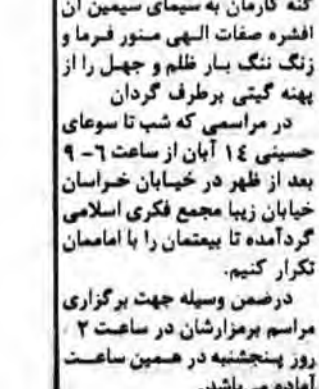 کنه کارمان به سیمای سیمین آن
افشره صفات الهی منور فرما و
زنگ ننگ بار ظلم و جهل را از
پهنه گیتی برطرف گردان
در مراسمی که شب تا سوعای
حسینی ۱٤ آبان از ساعت ٦- ۹
بعد از ظهر در خیابان خراسان
خیابان زیبا مجمع فکری اسلامی
گردآمده تا بیعتمان را با اماممان
تکرار کنیم.
درضمن وسیله جهت برگزاری
مراسم برمزارشان در ساعت ۲
روز پنجشنبه در همین ساعت
آماده می باشد.